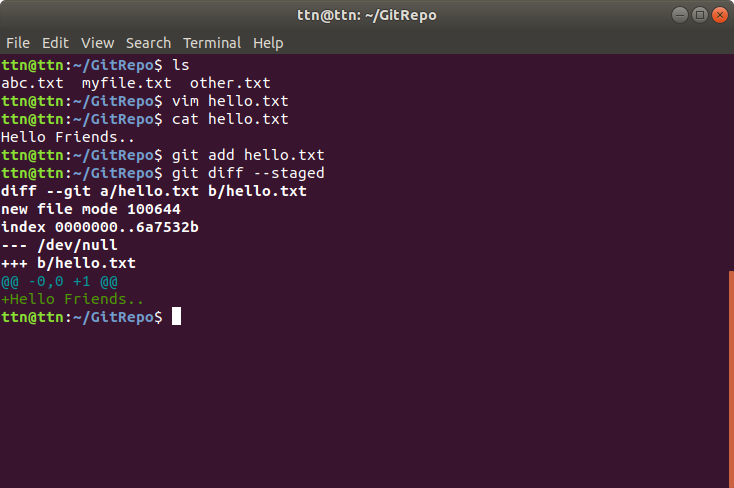 ttn@ttn: ~/GitRepo
File Edit View Search Terminal Help
ttn@ttn:~/GitRepo$ ls
abc.txt  myfile.txt  other.txt
ttn@ttn:~/GitRepo$ vim hello.txt
ttn@ttn:~/GitRepo$ cat hello.txt
Hello Friends..
ttn@ttn:~/GitRepo$ git add hello.txt
ttn@ttn:~/GitRepo$ git diff --staged
diff --git a/hello.txt b/hello.txt
new file mode 100644
index 0000000..6a7532b
--- /dev/null
+++ b/hello.txt
@@ -0,0 +1 @@
+Hello Friends..
ttn@ttn:~/GitRepo$